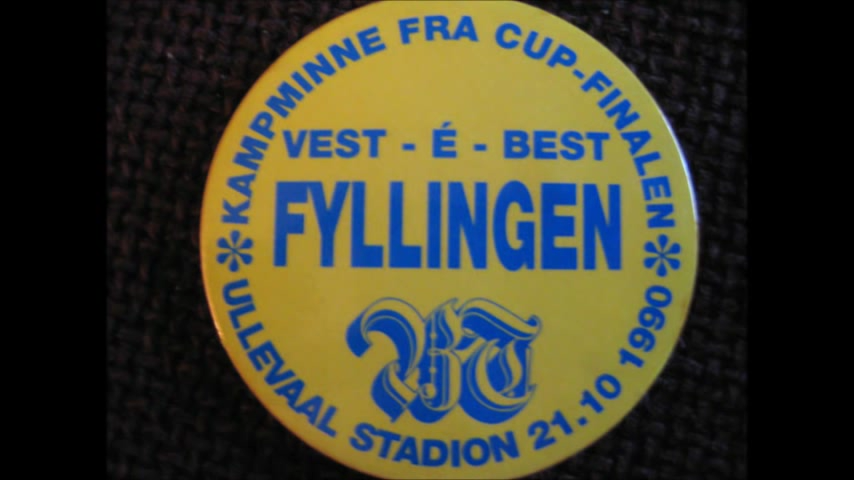 KAMPMINNE FRA CUP-FINALEN
VEST - É - BEST
FYLLINGEN
BT
* ULLEVAAL STADION 21.10 1990 *